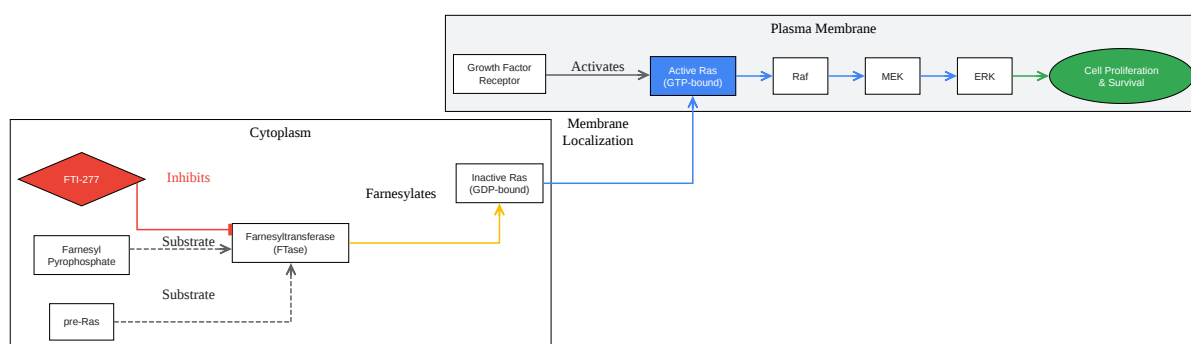 Plasma Membrane
Growth Factor
Receptor
Activates
Active Ras
(GTP-bound)
Raf
MEK
ERK
Cell Proliferation
& Survival
Membrane
Localization
Cytoplasm
FTI-277
Inhibits
Farnesylates
Inactive Ras
(GDP-bound)
Farnesyl
Pyrophosphate
Substrate
Farnesyltransferase
(FTase)
Substrate
pre-Ras